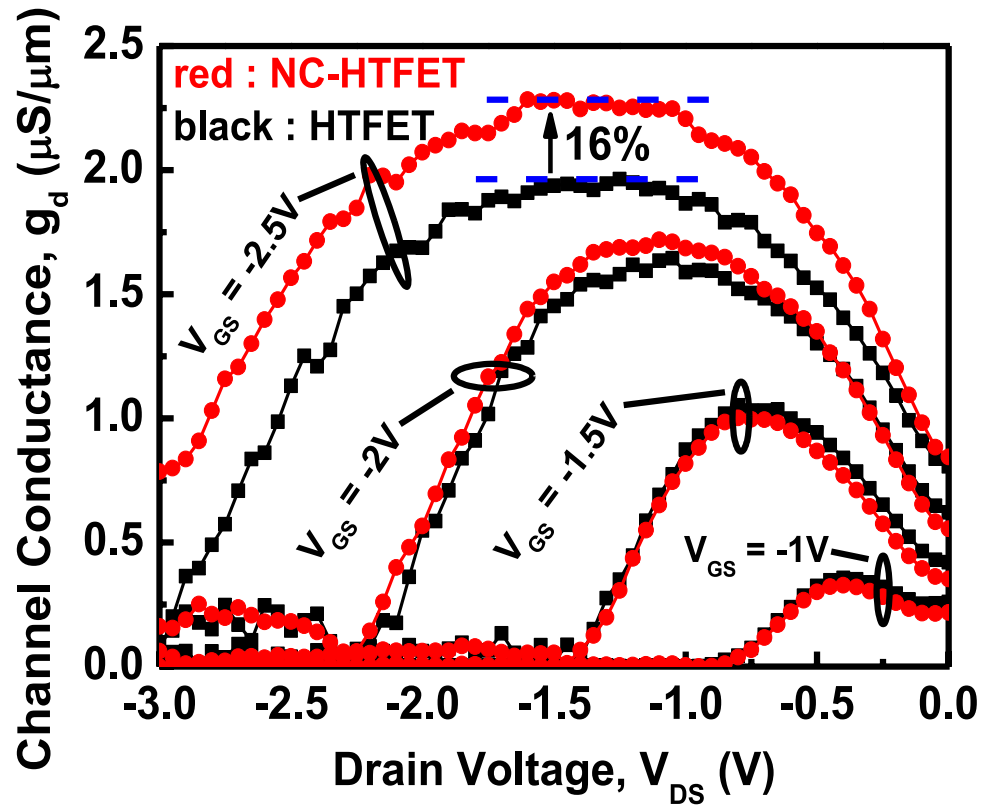 Channel Conductance, g_d (μS/μm)
2.5
2.0
1.5
1.0
0.5
0.0
red : NC-HTFET
black : HTFET
16%
V_GS = -2.5V
V_GS = -2V
V_GS = -1.5V
V_GS = -1V
-3.0 -2.5 -2.0 -1.5 -1.0 -0.5 0.0
Drain Voltage, V_DS (V)